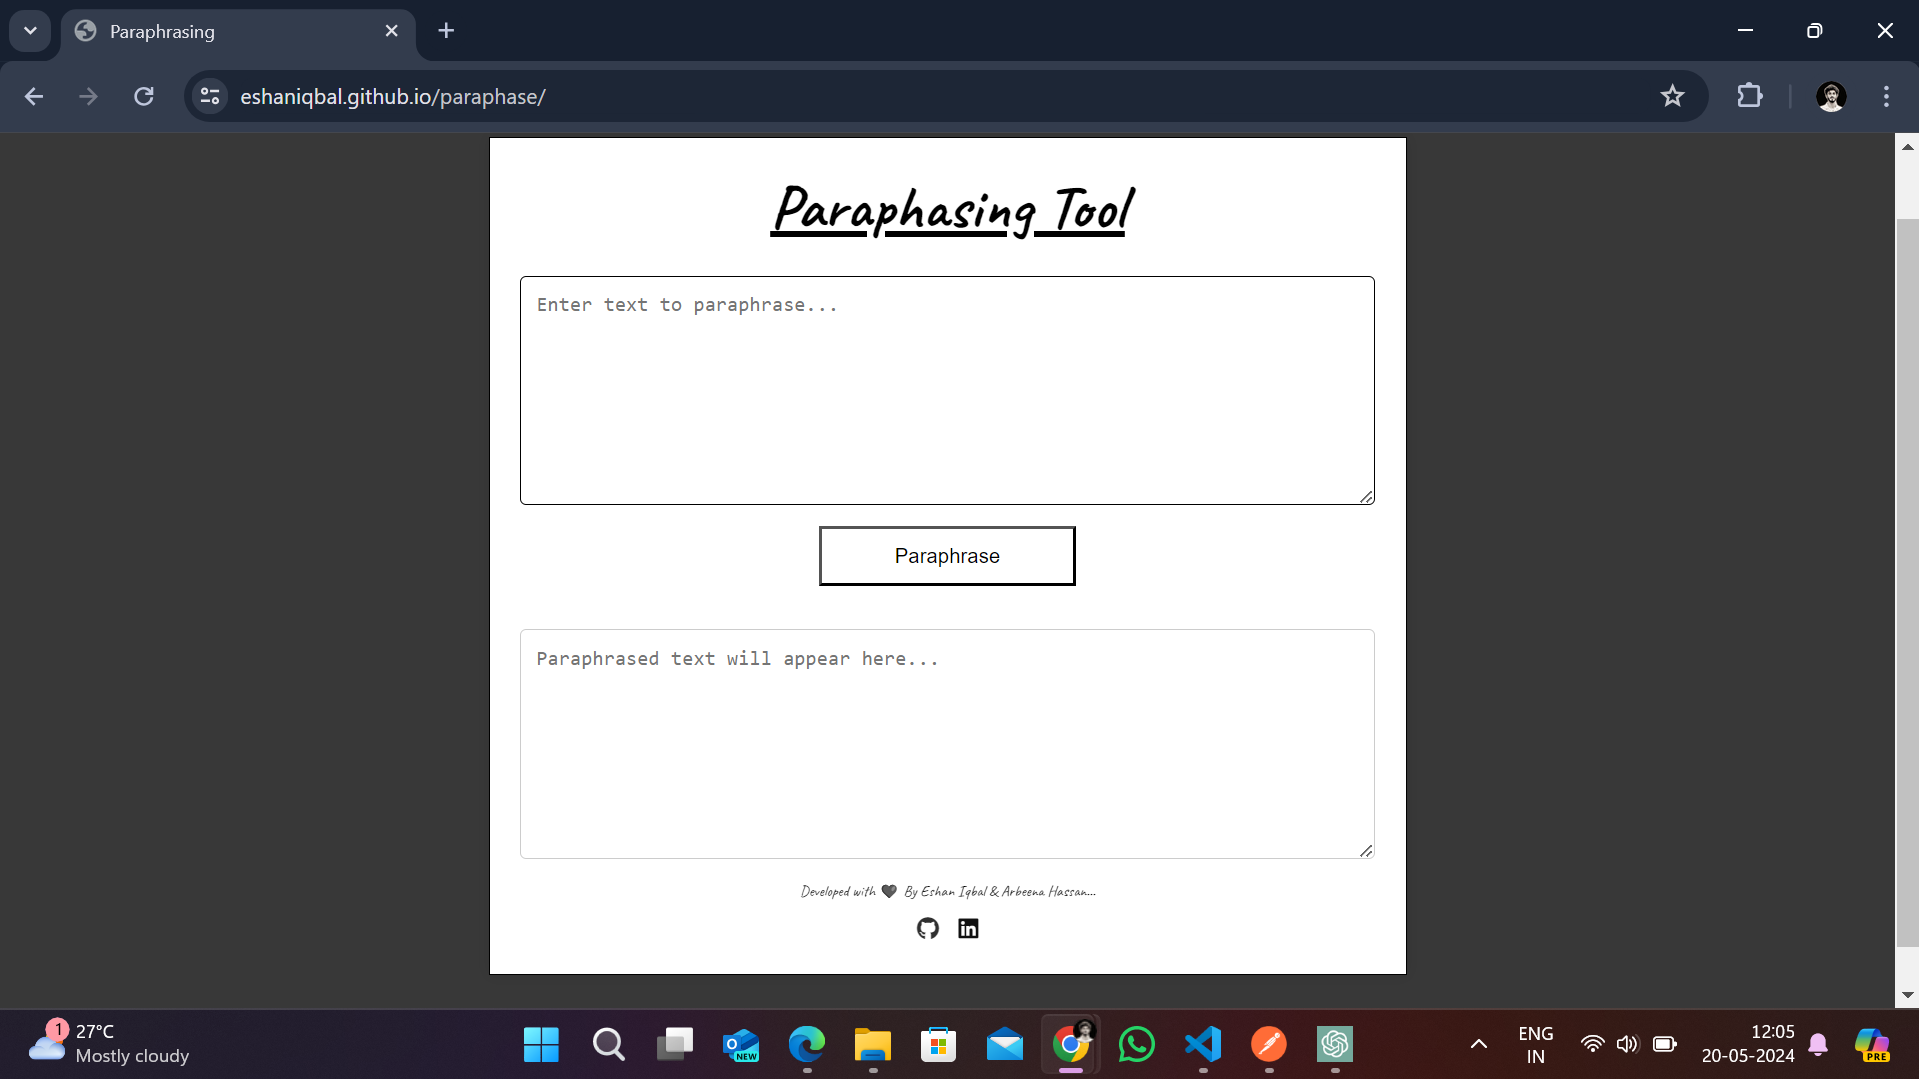 Paraphrasing
eshaniqbal.github.io/paraphase/
Paraphasing Tool
Enter text to paraphrase...
Paraphrase
Paraphrased text will appear here...
Developed with 🖤 By Eshan Iqbal & Arbeena Hassan...
1
27°C
Mostly cloudy
NEW
ENG
IN
12:05
20-05-2024
PRE